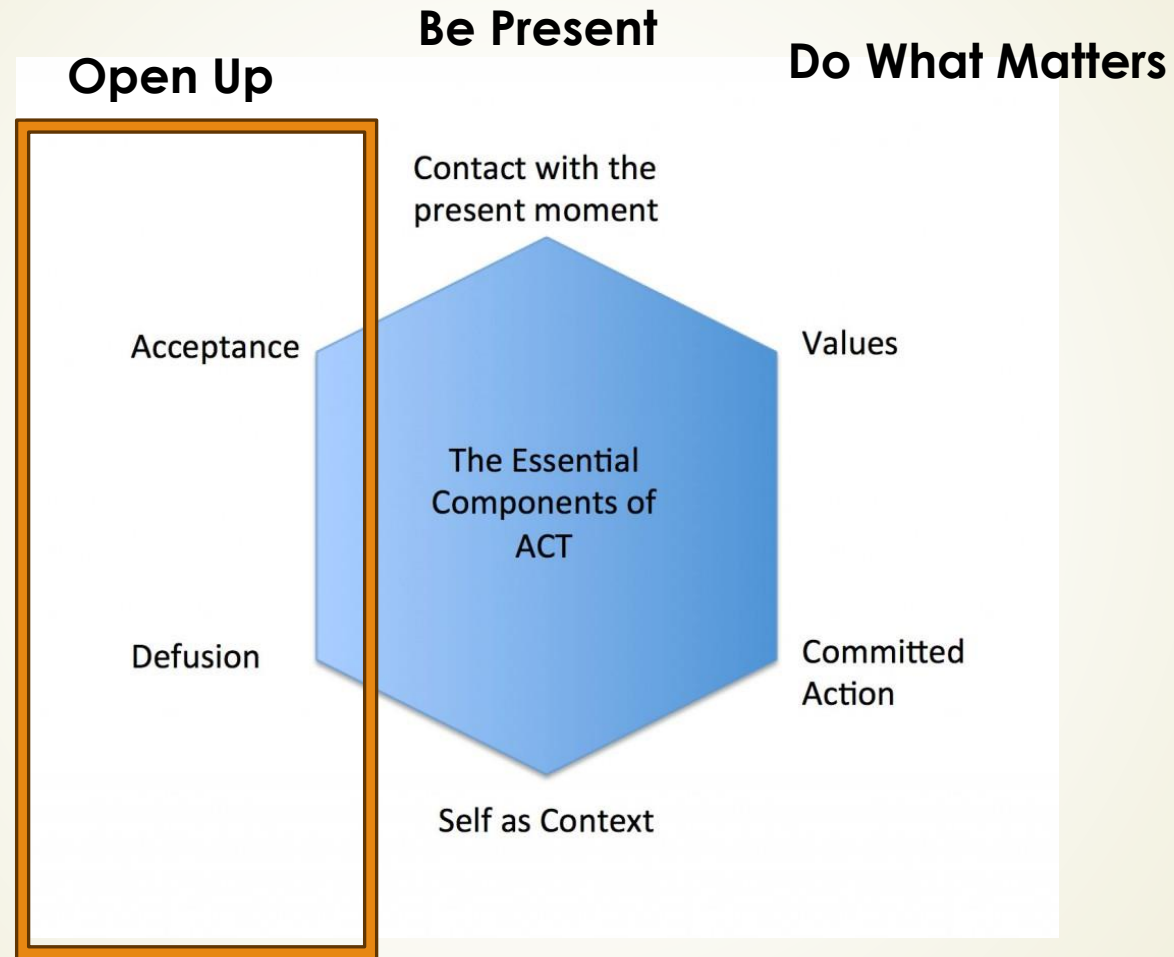 Be Present
Open Up
Do What Matters
Contact with the
present moment
Acceptance
Values
The Essential
Components of
ACT
Defusion
Committed
Action
Self as Context